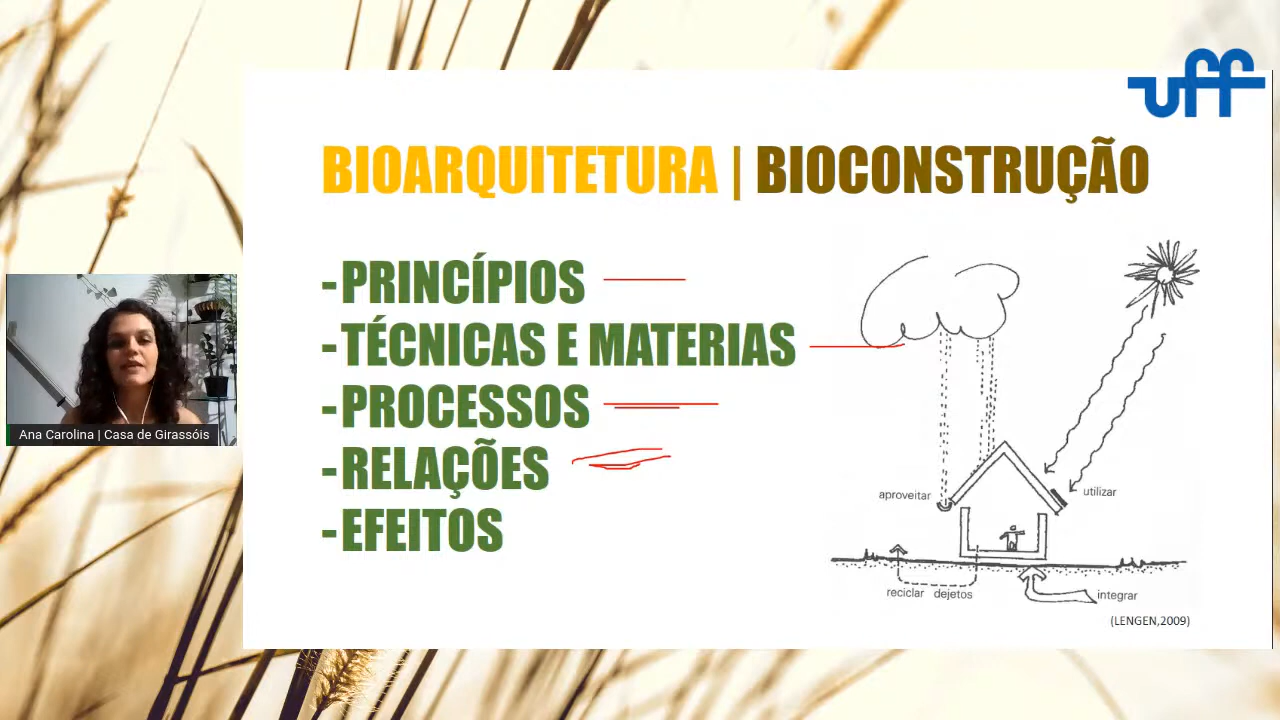 uff
BIOARQUITETURA | BIOCONSTRUÇÃO
-PRINCÍPIOS
-TÉCNICAS E MATERIAS
-PROCESSOS
-RELAÇÕES
-EFEITOS
Ana Carolina | Casa de Girassóis
aproveitar
utilizar
reciclar dejetos
integrar
(LENGEN,2009)